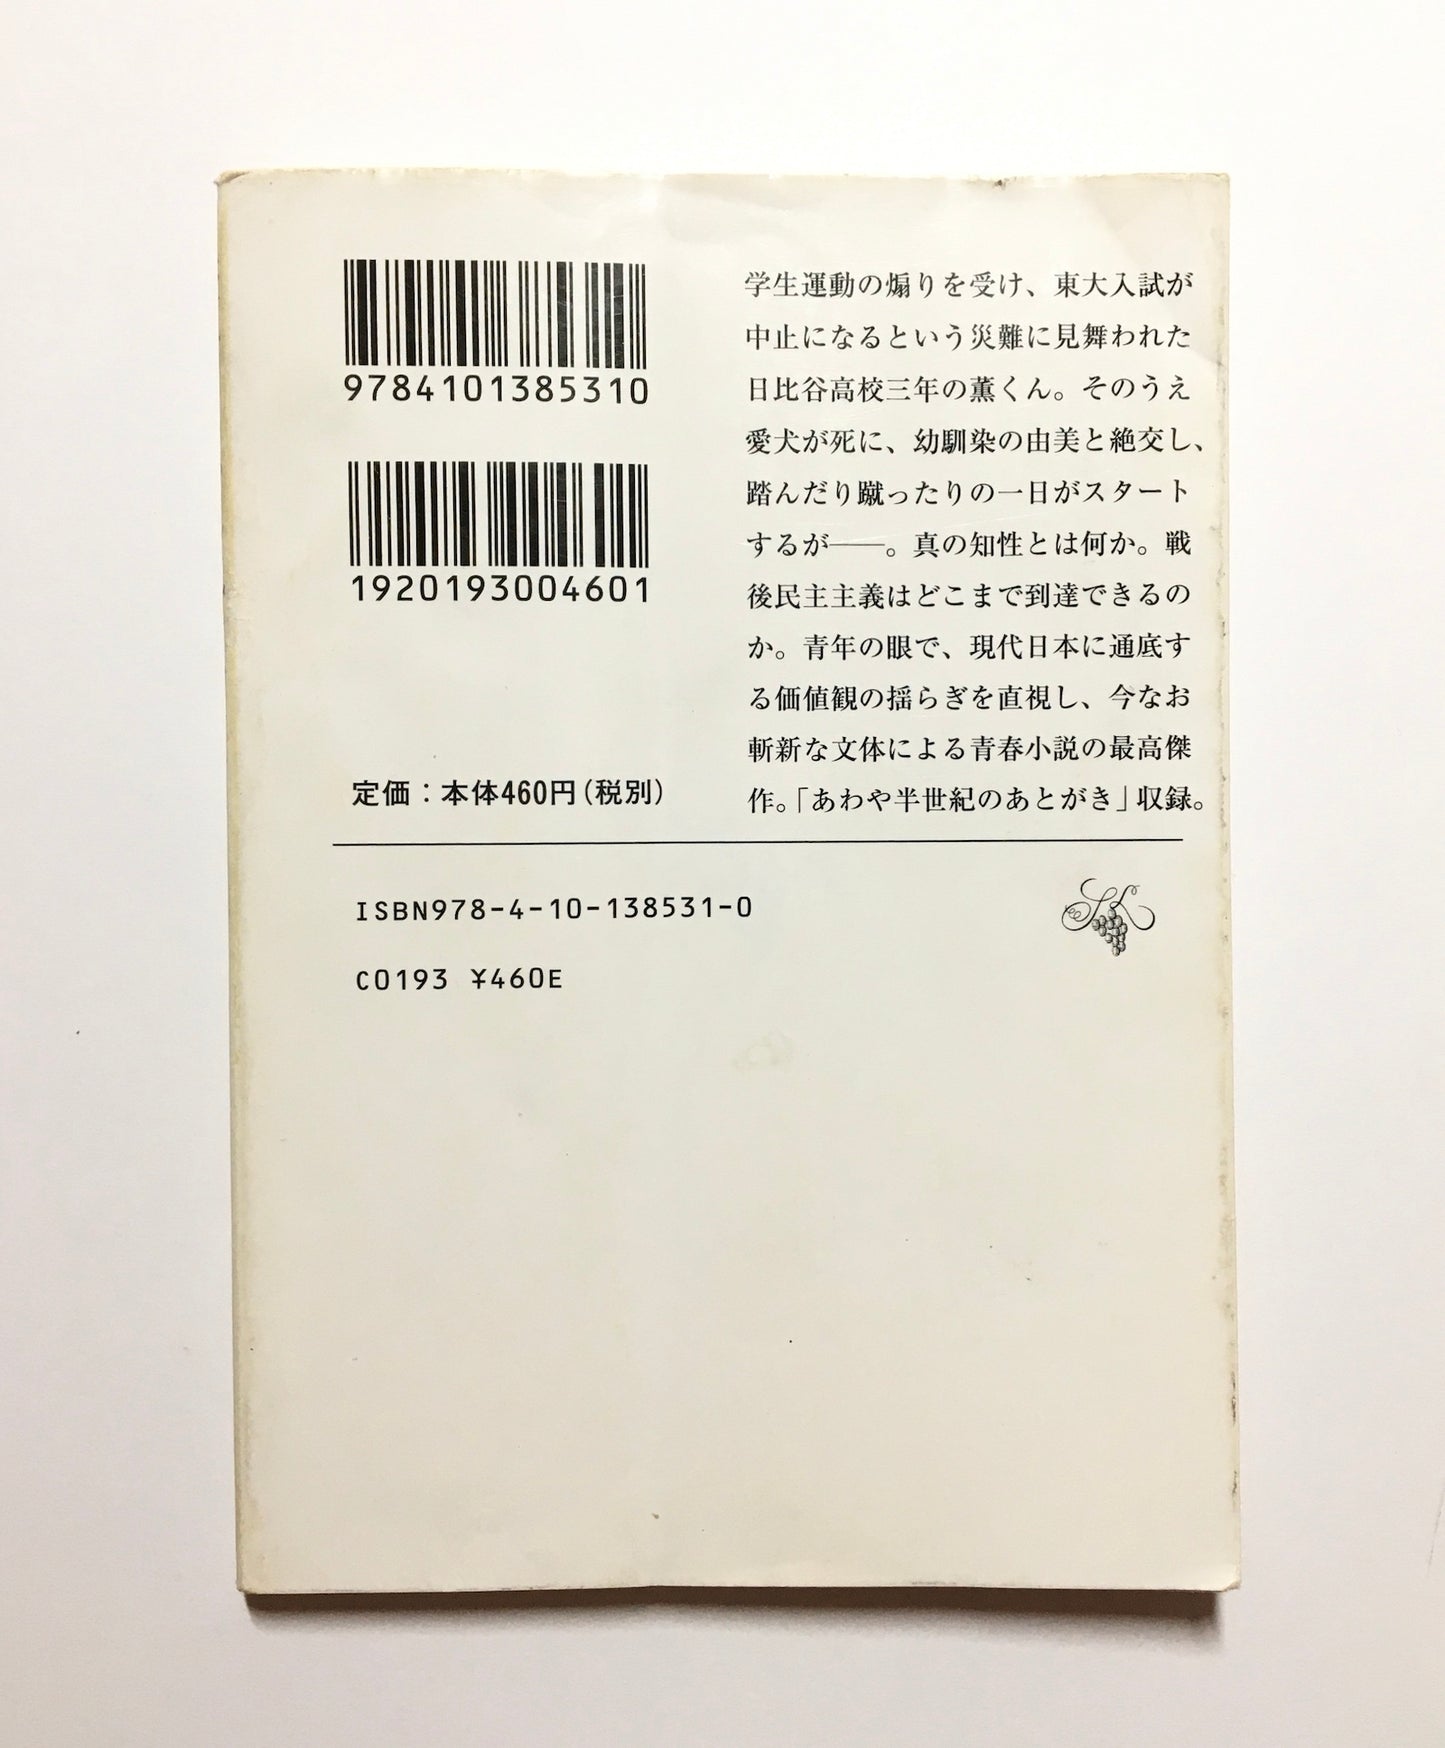 9784101385310
1920193004601
定価：本体460円（税別）
学生運動の煽りを受け、東大入試が
中止になるという災難に見舞われた
日比谷高校三年の薫くん。そのうえ
愛犬が死に、幼馴染の由美と絶交し、
踏んだり蹴ったりの一日がスタート
するが――。真の知性とは何か。戦
後民主主義はどこまで到達できるの
か。青年の眼で、現代日本に通底す
る価値観の揺らぎを直視し、今なお
斬新な文体による青春小説の最高傑
作。「あわや半世紀のあとがき」収録。
ISBN978-4-10-138531-0
C0193 ¥460E
SK